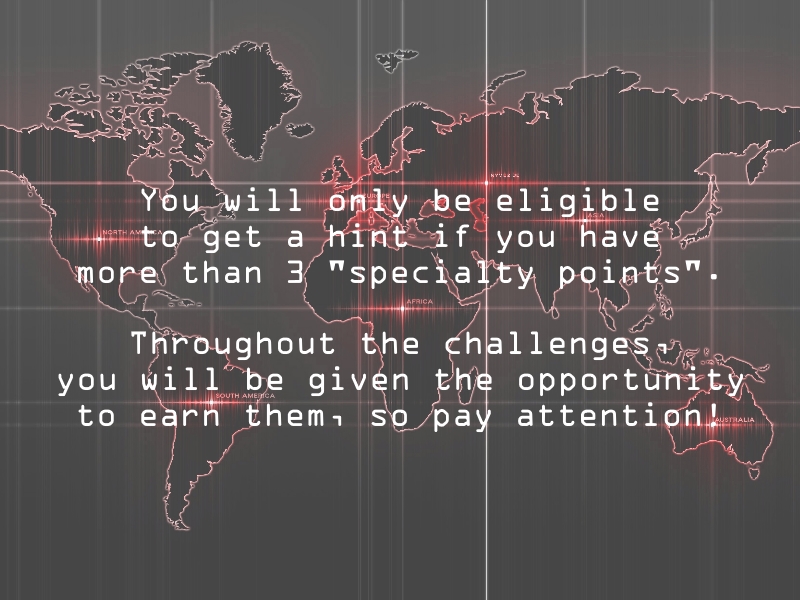 You will only be eligible
to get a hint if you have
more than 3 "specialty points".
Throughout the challenges,
you will be given the opportunity
to earn them, so pay attention!
NORTH AMERICA
EUROPE
ASIA
AFRICA
SOUTH AMERICA
AUSTRALIA